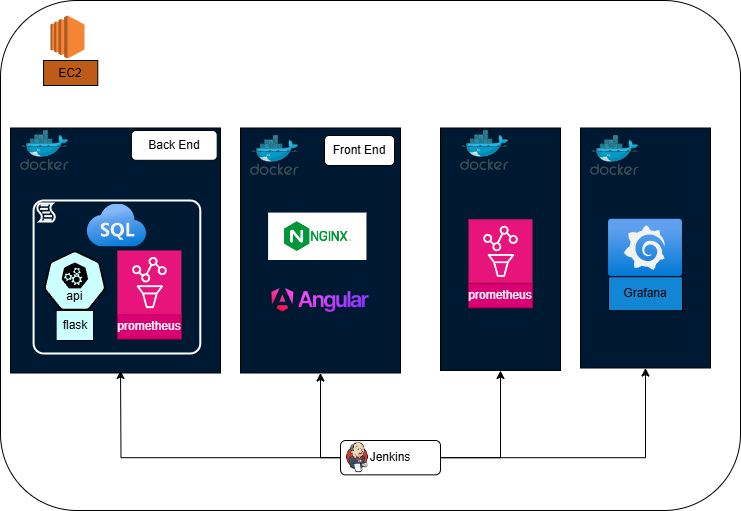 EC2
docker
Back End
docker
Front End
docker
docker
SQL
api
flask
prometheus
NGINX
Angular
prometheus
Grafana
Jenkins